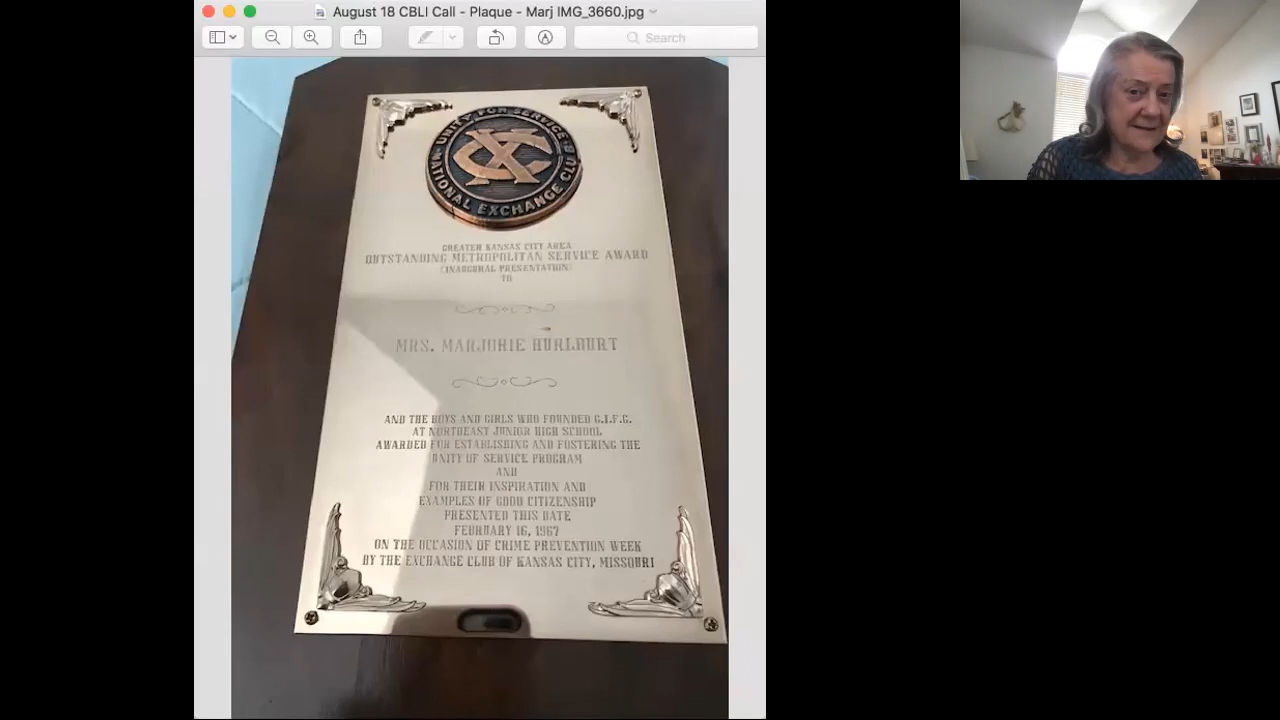 August 18 CBLI Call - Plaque - Marj IMG_3660.jpg
Search
UNITY FOR SERVICE
NATIONAL EXCHANGE CLUB
XC
GREATER KANSAS CITY AREA
OUTSTANDING METROPOLITAN SERVICE AWARD
(INAUGURAL PRESENTATION)
TO
MRS. MARJORIE HURLBURT
AND THE BOYS AND GIRLS WHO FOUNDED G.I.F.G.
AT NORTHEAST JUNIOR HIGH SCHOOL
AWARDED FOR ESTABLISHING AND FOSTERING THE
UNITY OF SERVICE PROGRAM
AND
FOR THEIR INSPIRATION AND
EXAMPLES OF GOOD CITIZENSHIP
PRESENTED THIS DATE
FEBRUARY 16, 1967
ON THE OCCASION OF CRIME PREVENTION WEEK
BY THE EXCHANGE CLUB OF KANSAS CITY, MISSOURI